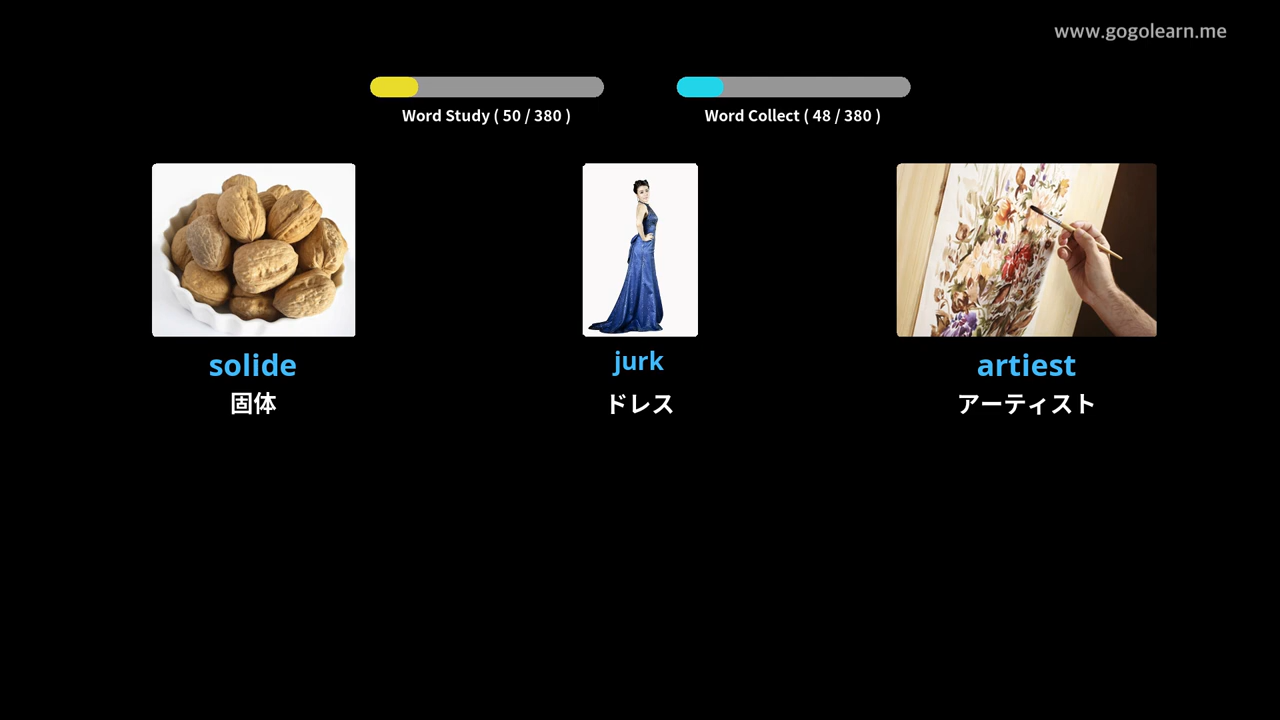 www.gogolearn.me
Word Study ( 50 / 380 )
Word Collect ( 48 / 380 )
solide
固体
jurk
ドレス
artiest
アーティスト